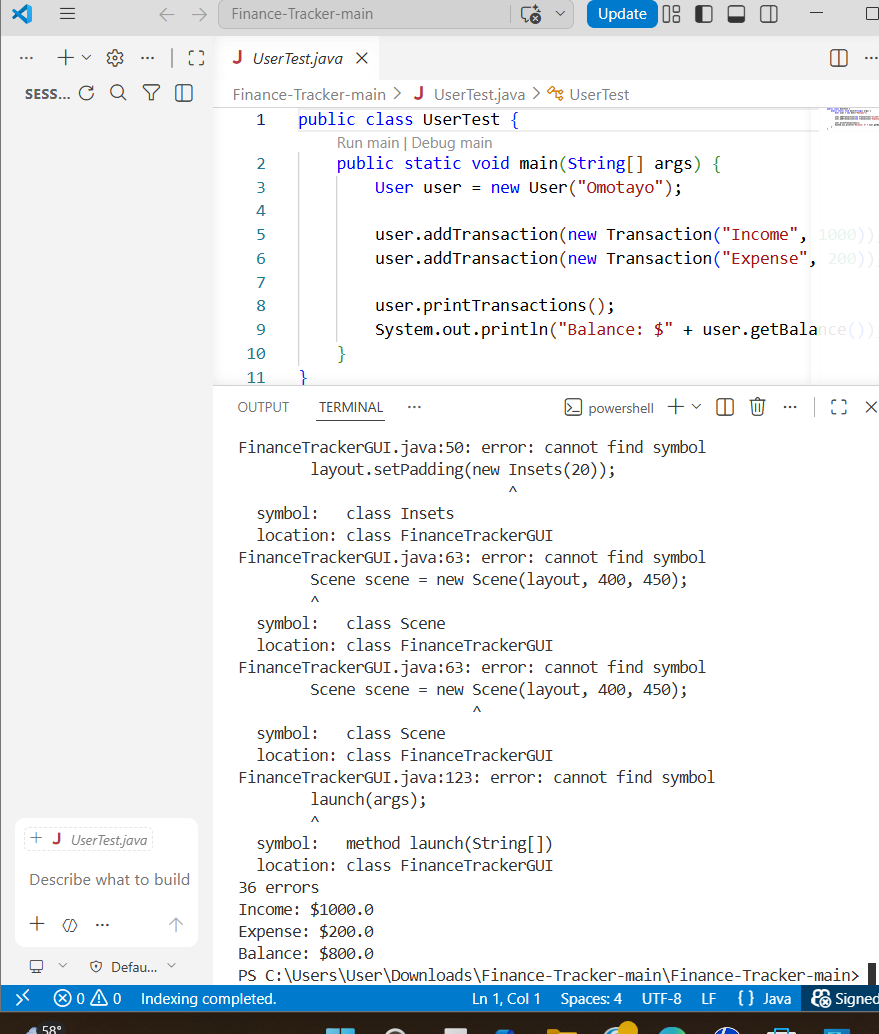 Finance-Tracker-main
Update
SESS...
J UserTest.java
Finance-Tracker-main > J UserTest.java > UserTest
1 public class UserTest {
Run main | Debug main
2 public static void main(String[] args) {
3 User user = new User("Omotayo");
4
5 user.addTransaction(new Transaction("Income", 1000))
6 user.addTransaction(new Transaction("Expense", 200))
7
8 user.printTransactions();
9 System.out.println("Balance: $" + user.getBalance())
10 }
11 }
OUTPUT TERMINAL ... powershell
FinanceTrackerGUI.java:50: error: cannot find symbol
layout.setPadding(new Insets(20));
^
symbol: class Insets
location: class FinanceTrackerGUI
FinanceTrackerGUI.java:63: error: cannot find symbol
Scene scene = new Scene(layout, 400, 450);
^
symbol: class Scene
location: class FinanceTrackerGUI
FinanceTrackerGUI.java:63: error: cannot find symbol
Scene scene = new Scene(layout, 400, 450);
^
symbol: class Scene
location: class FinanceTrackerGUI
FinanceTrackerGUI.java:123: error: cannot find symbol
launch(args);
^
symbol: method launch(String[])
location: class FinanceTrackerGUI
36 errors
Income: $1000.0
Expense: $200.0
Balance: $800.0
PS C:\Users\User\Downloads\Finance-Tracker-main\Finance-Tracker-main>
+ J UserTest.java
Describe what to build
Defau...
0 0 Indexing completed. Ln 1, Col 1 Spaces: 4 UTF-8 LF { } Java Signed
58°